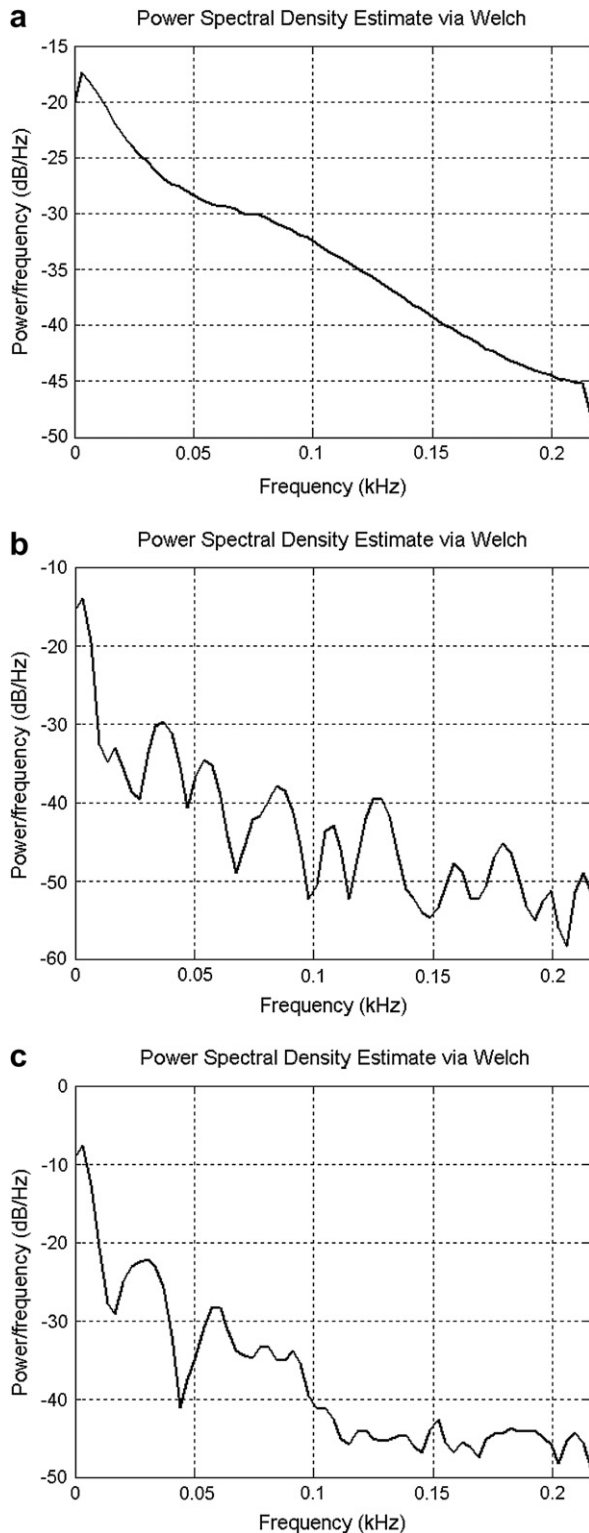 a
Power Spectral Density Estimate via Welch
Power/frequency (dB/Hz)
-15
-20
-25
-30
-35
-40
-45
-50
0 0.05 0.1 0.15 0.2
Frequency (kHz)
b
Power Spectral Density Estimate via Welch
Power/frequency (dB/Hz)
-10
-20
-30
-40
-50
-60
0 0.05 0.1 0.15 0.2
Frequency (kHz)
c
Power Spectral Density Estimate via Welch
Power/frequency (dB/Hz)
0
-10
-20
-30
-40
-50
0 0.05 0.1 0.15 0.2
Frequency (kHz)